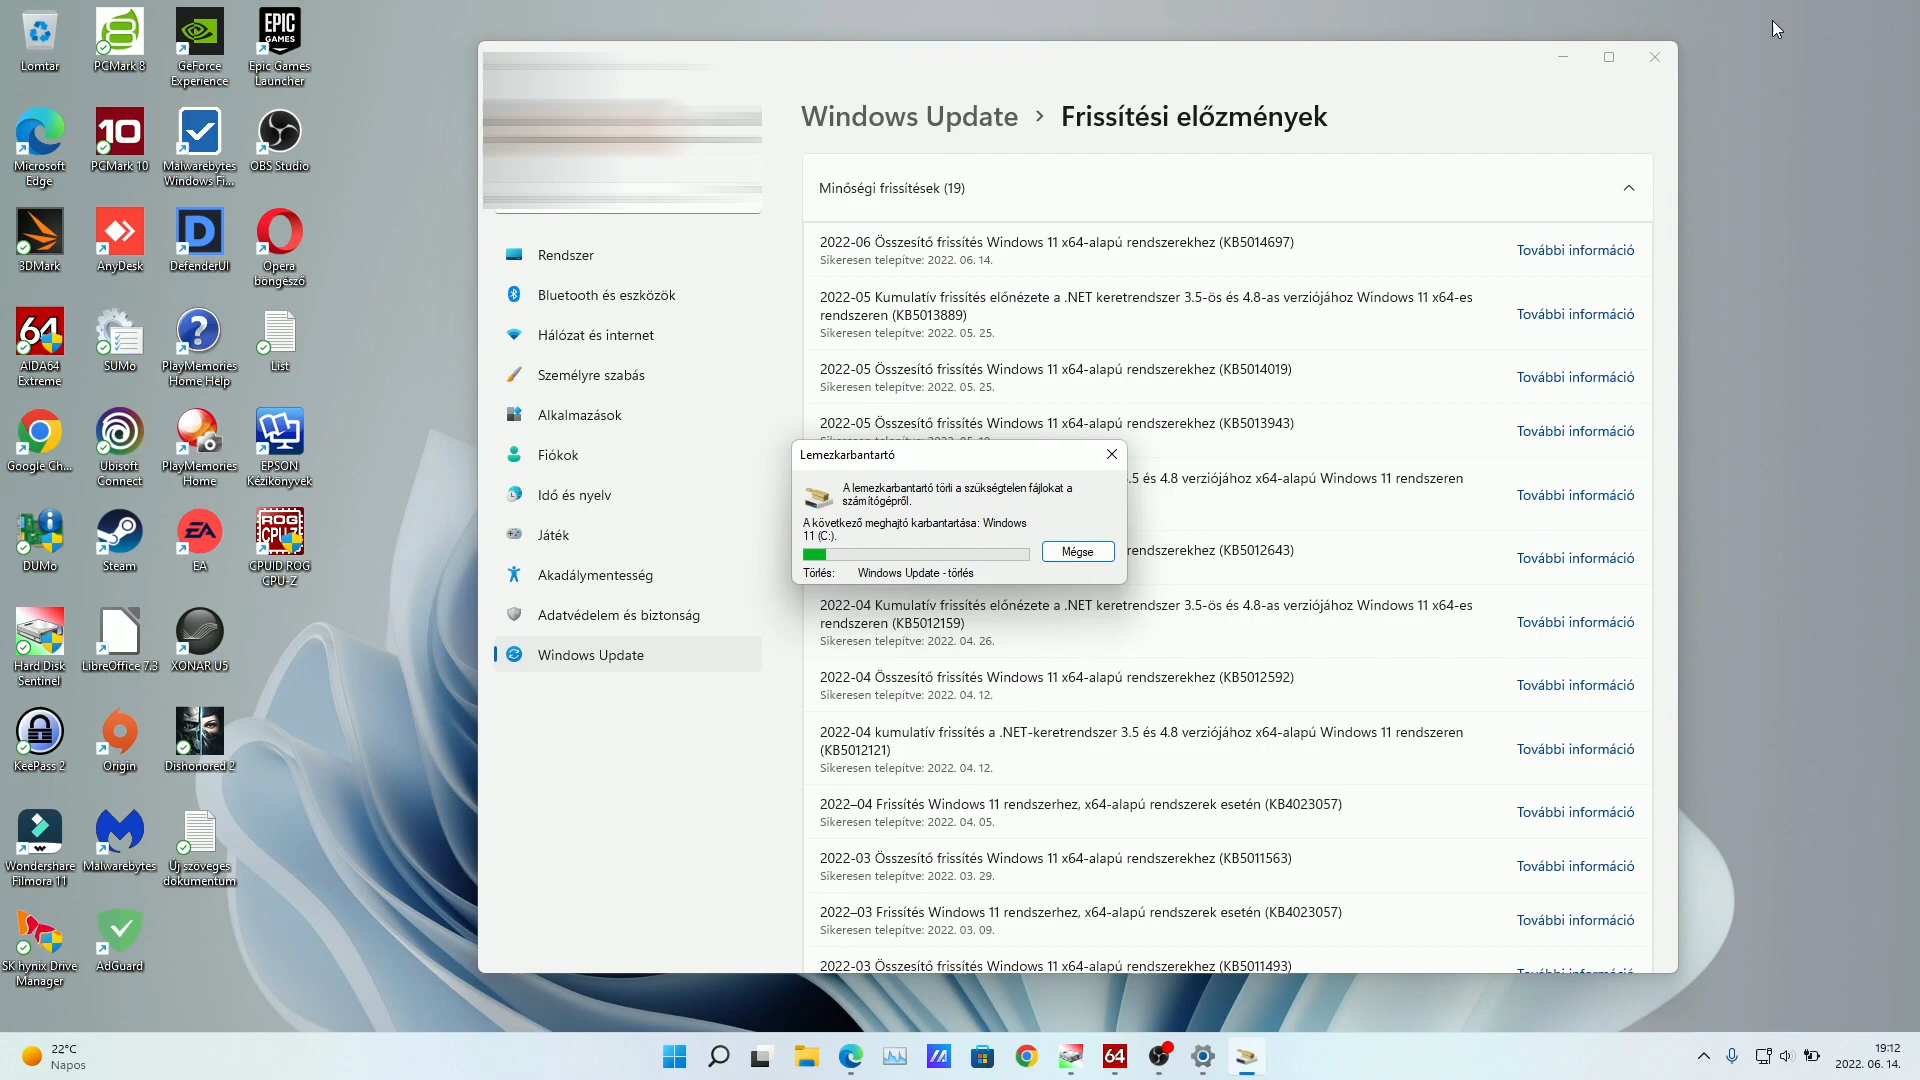 Lomtár
PCMark 8
GeForce Experience
EPIC GAMES
Epic Games Launcher
Microsoft Edge
10
PCMark 10
Malwarebytes Windows Fi...
OBS Studio
3DMark
AnyDesk
D
DefenderUI
Opera böngésző
64
AIDA64 Extreme
SUMo
PlayMemories Home Help
List
Google Ch...
Ubisoft Connect
PlayMemories Home
EPSON Kézikönyvek
DUMo
Steam
EA
EA
ROG CPU-Z
CPUID ROG CPU-Z
Hard Disk Sentinel
LibreOffice 7.3
XONAR U5
KeePass 2
Origin
Dishonored 2
Wondershare Filmora 11
Malwarebytes
Új szöveges dokumentum
SK hynix Drive Manager
AdGuard
Windows Update > Frissítési előzmények
Rendszer
Bluetooth és eszközök
Hálózat és internet
Személyre szabás
Alkalmazások
Fiókok
Idő és nyelv
Játék
Akadálymentesség
Adatvédelem és biztonság
Windows Update
Minőségi frissítések (19)
2022-06 Összesítő frissítés Windows 11 x64-alapú rendszerekhez (KB5014697)
Sikeresen telepítve: 2022. 06. 14.
További információ
2022-05 Kumulatív frissítés előnézete a .NET keretrendszer 3.5-ös és 4.8-as verziójához Windows 11 x64-es
rendszeren (KB5013889)
Sikeresen telepítve: 2022. 05. 25.
További információ
2022-05 Összesítő frissítés Windows 11 x64-alapú rendszerekhez (KB5014019)
Sikeresen telepítve: 2022. 05. 25.
További információ
2022-05 Összesítő frissítés Windows 11 x64-alapú rendszerekhez (KB5013943)
További információ
Lemezkarbantartó
A lemezkarbantartó törli a szükségtelen fájlokat a
számítógépről.
A következő meghajtó karbantartása: Windows
11 (C:).
Mégse
Törlés: Windows Update - törlés
.5 és 4.8 verziójához x64-alapú Windows 11 rendszeren
További információ
rendszerekhez (KB5012643)
További információ
2022-04 Kumulatív frissítés előnézete a .NET keretrendszer 3.5-ös és 4.8-as verziójához Windows 11 x64-es
rendszeren (KB5012159)
Sikeresen telepítve: 2022. 04. 26.
További információ
2022-04 Összesítő frissítés Windows 11 x64-alapú rendszerekhez (KB5012592)
Sikeresen telepítve: 2022. 04. 12.
További információ
2022-04 kumulatív frissítés a .NET-keretrendszer 3.5 és 4.8 verziójához x64-alapú Windows 11 rendszeren
(KB5012121)
Sikeresen telepítve: 2022. 04. 12.
További információ
2022–04 Frissítés Windows 11 rendszerhez, x64-alapú rendszerek esetén (KB4023057)
Sikeresen telepítve: 2022. 04. 05.
További információ
2022-03 Összesítő frissítés Windows 11 x64-alapú rendszerekhez (KB5011563)
Sikeresen telepítve: 2022. 03. 29.
További információ
2022–03 Frissítés Windows 11 rendszerhez, x64-alapú rendszerek esetén (KB4023057)
Sikeresen telepítve: 2022. 03. 09.
További információ
2022-03 Összesítő frissítés Windows 11 x64-alapú rendszerekhez (KB5011493)
További információ
22°C
Napos
64
19:12
2022. 06. 14.